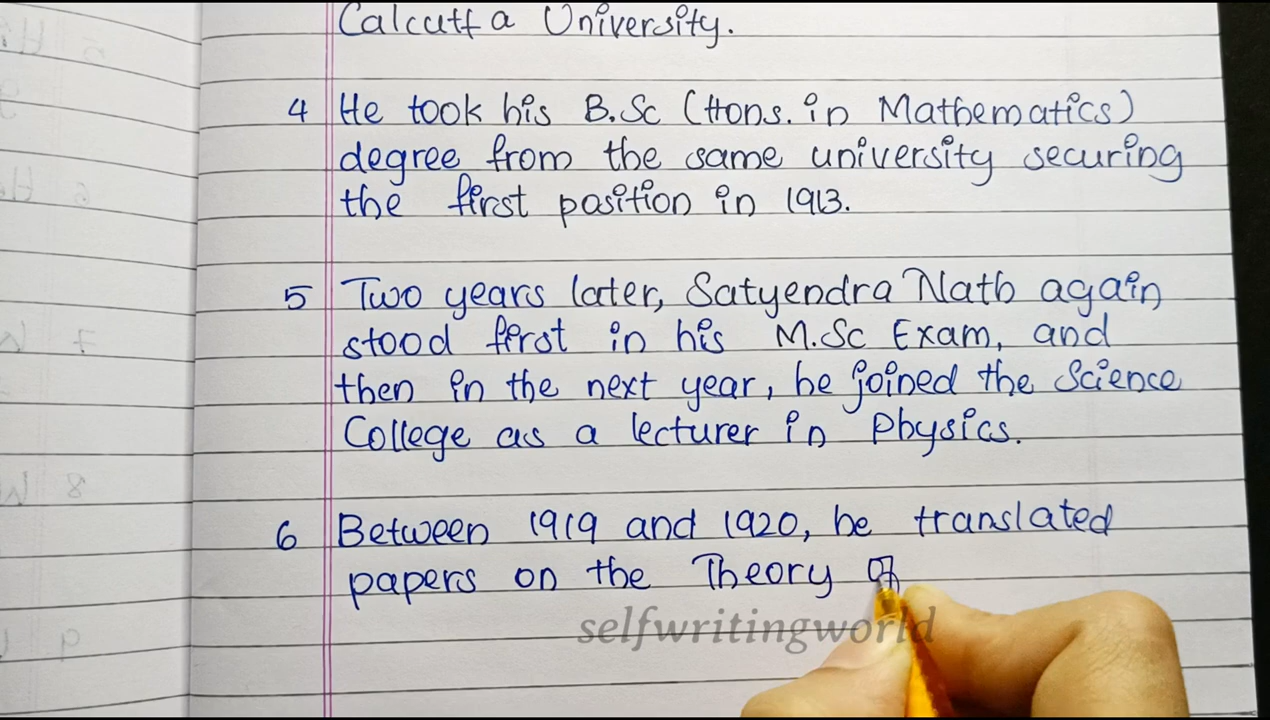 Calcutta University.
4 He took his B.Sc (Hons. in Mathematics)
degree from the same university securing
the first position in 1913.
5 Two years later, Satyendra Nath again
stood first in his M.Sc Exam, and
then in the next year, he joined the Science
College as a lecturer in Physics.
6 Between 1919 and 1920, he translated
papers on the Theory of
selfwritingworld